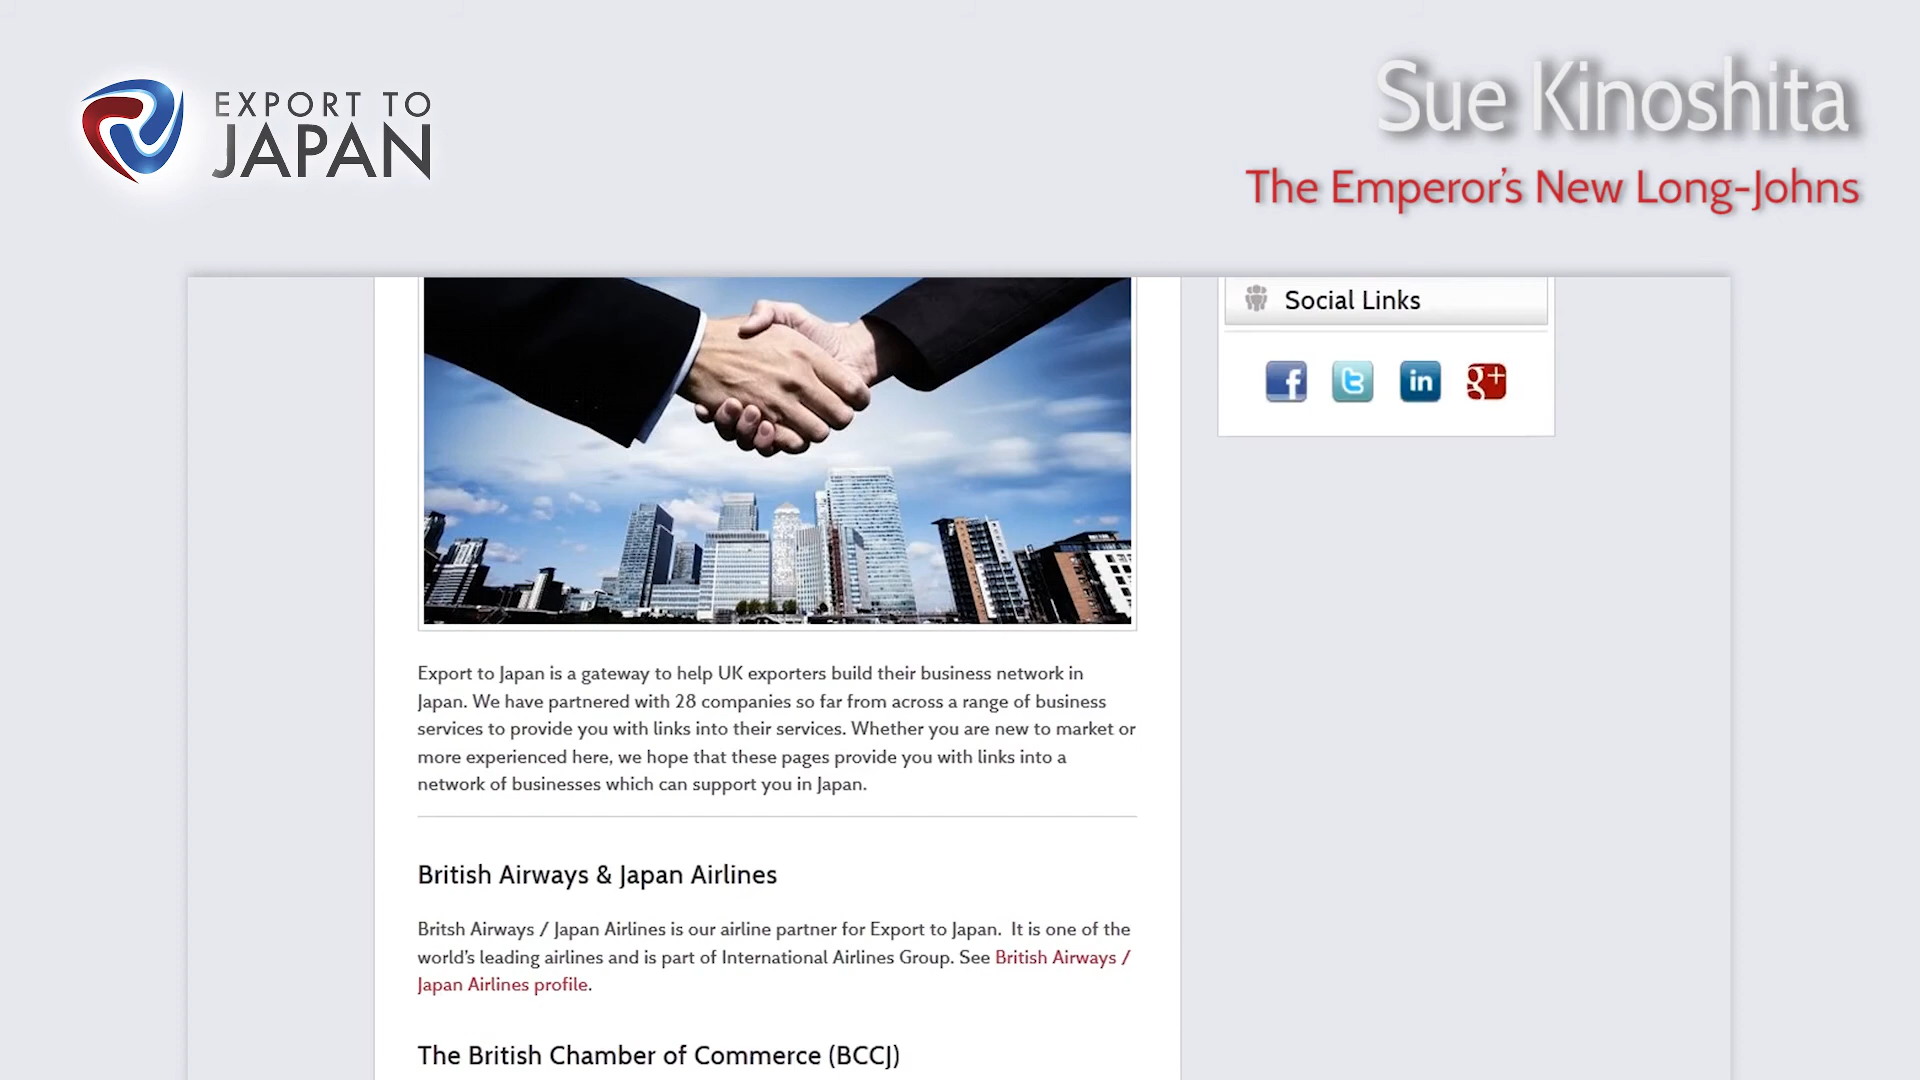 EXPORT TO
JAPAN
Sue Kinoshita
The Emperor's New Long-Johns
Social Links
f t in g+
Export to Japan is a gateway to help UK exporters build their business network in
Japan. We have partnered with 28 companies so far from across a range of business
services to provide you with links into their services. Whether you are new to market or
more experienced here, we hope that these pages provide you with links into a
network of businesses which can support you in Japan.
British Airways & Japan Airlines
Britsh Airways / Japan Airlines is our airline partner for Export to Japan. It is one of the
world's leading airlines and is part of International Airlines Group. See British Airways /
Japan Airlines profile.
The British Chamber of Commerce (BCCJ)